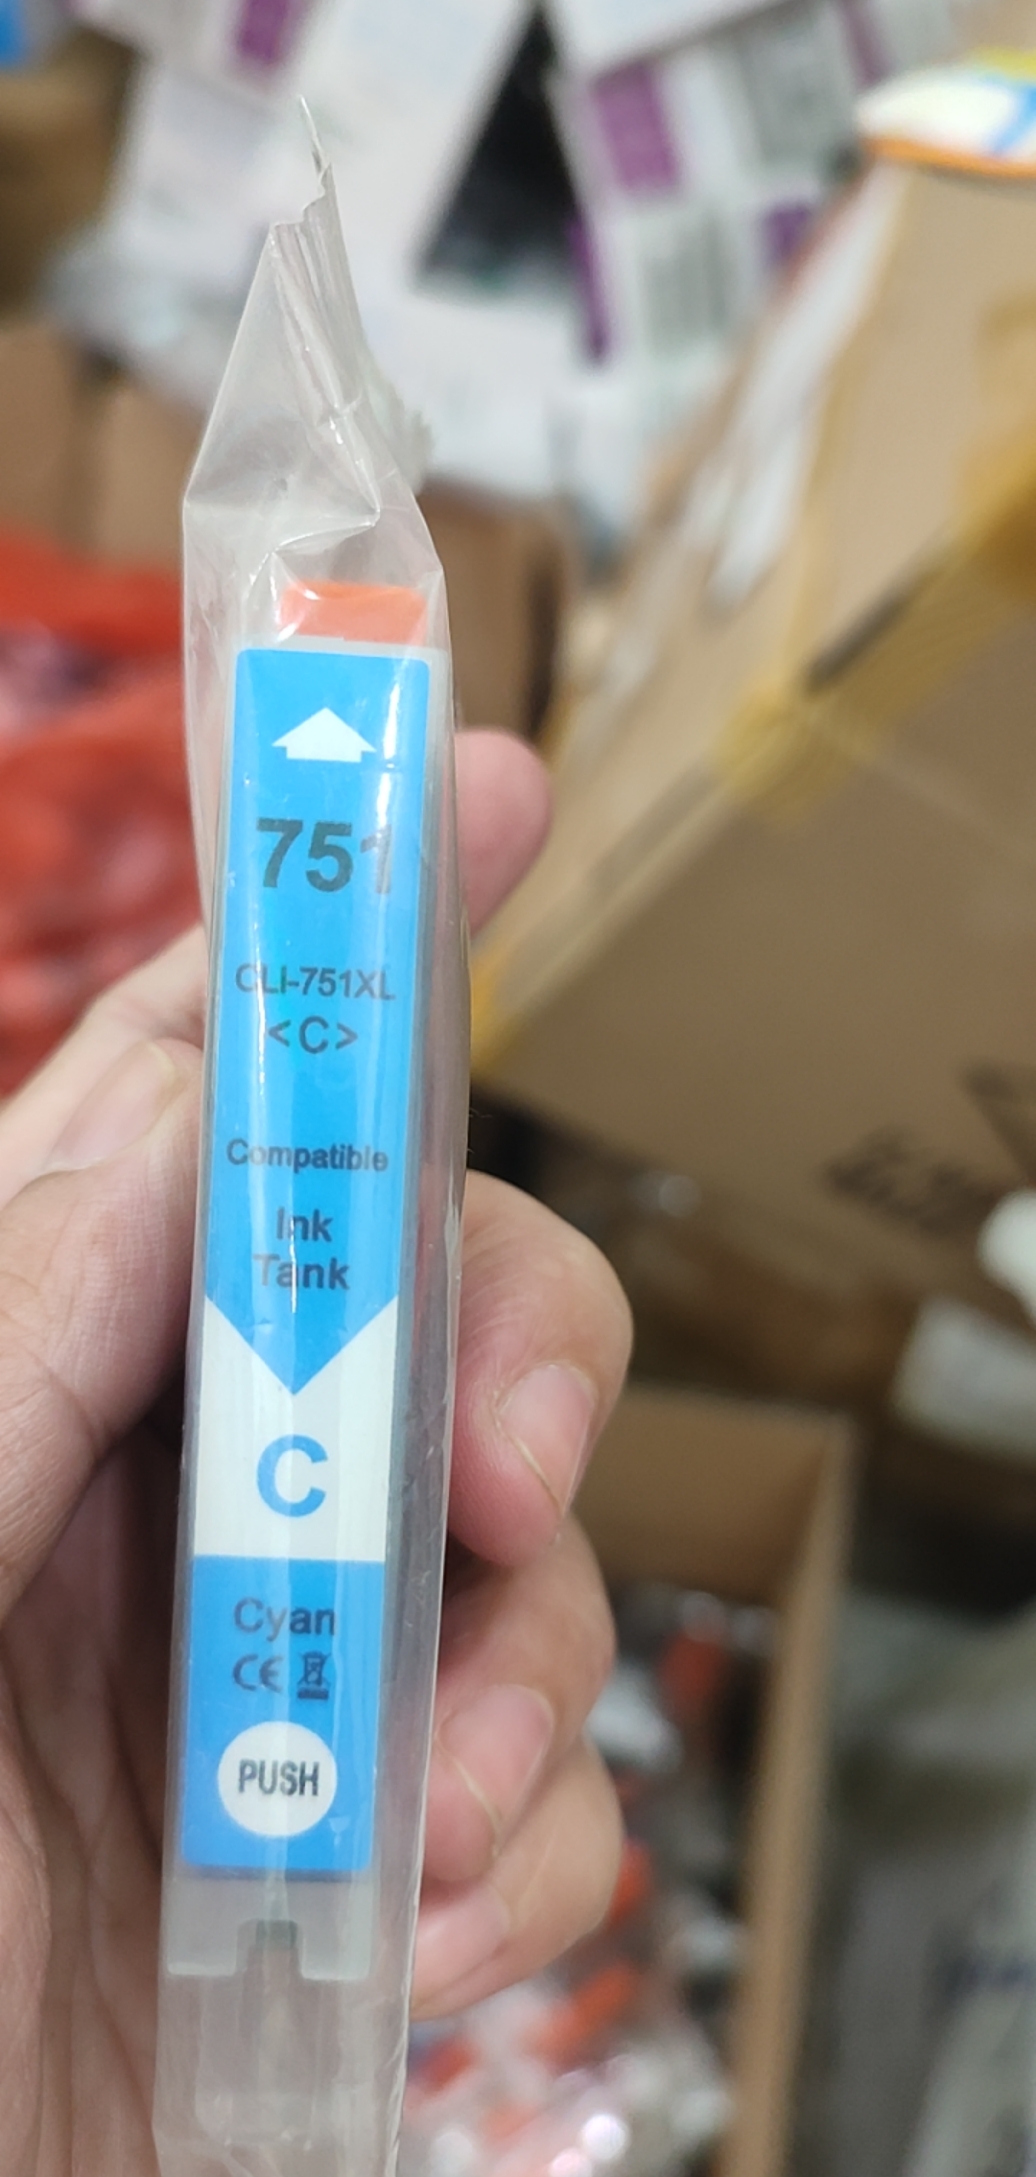 751
CLI-751XL
<C>
Compatible
Ink
Tank
C
Cyan
CE
PUSH